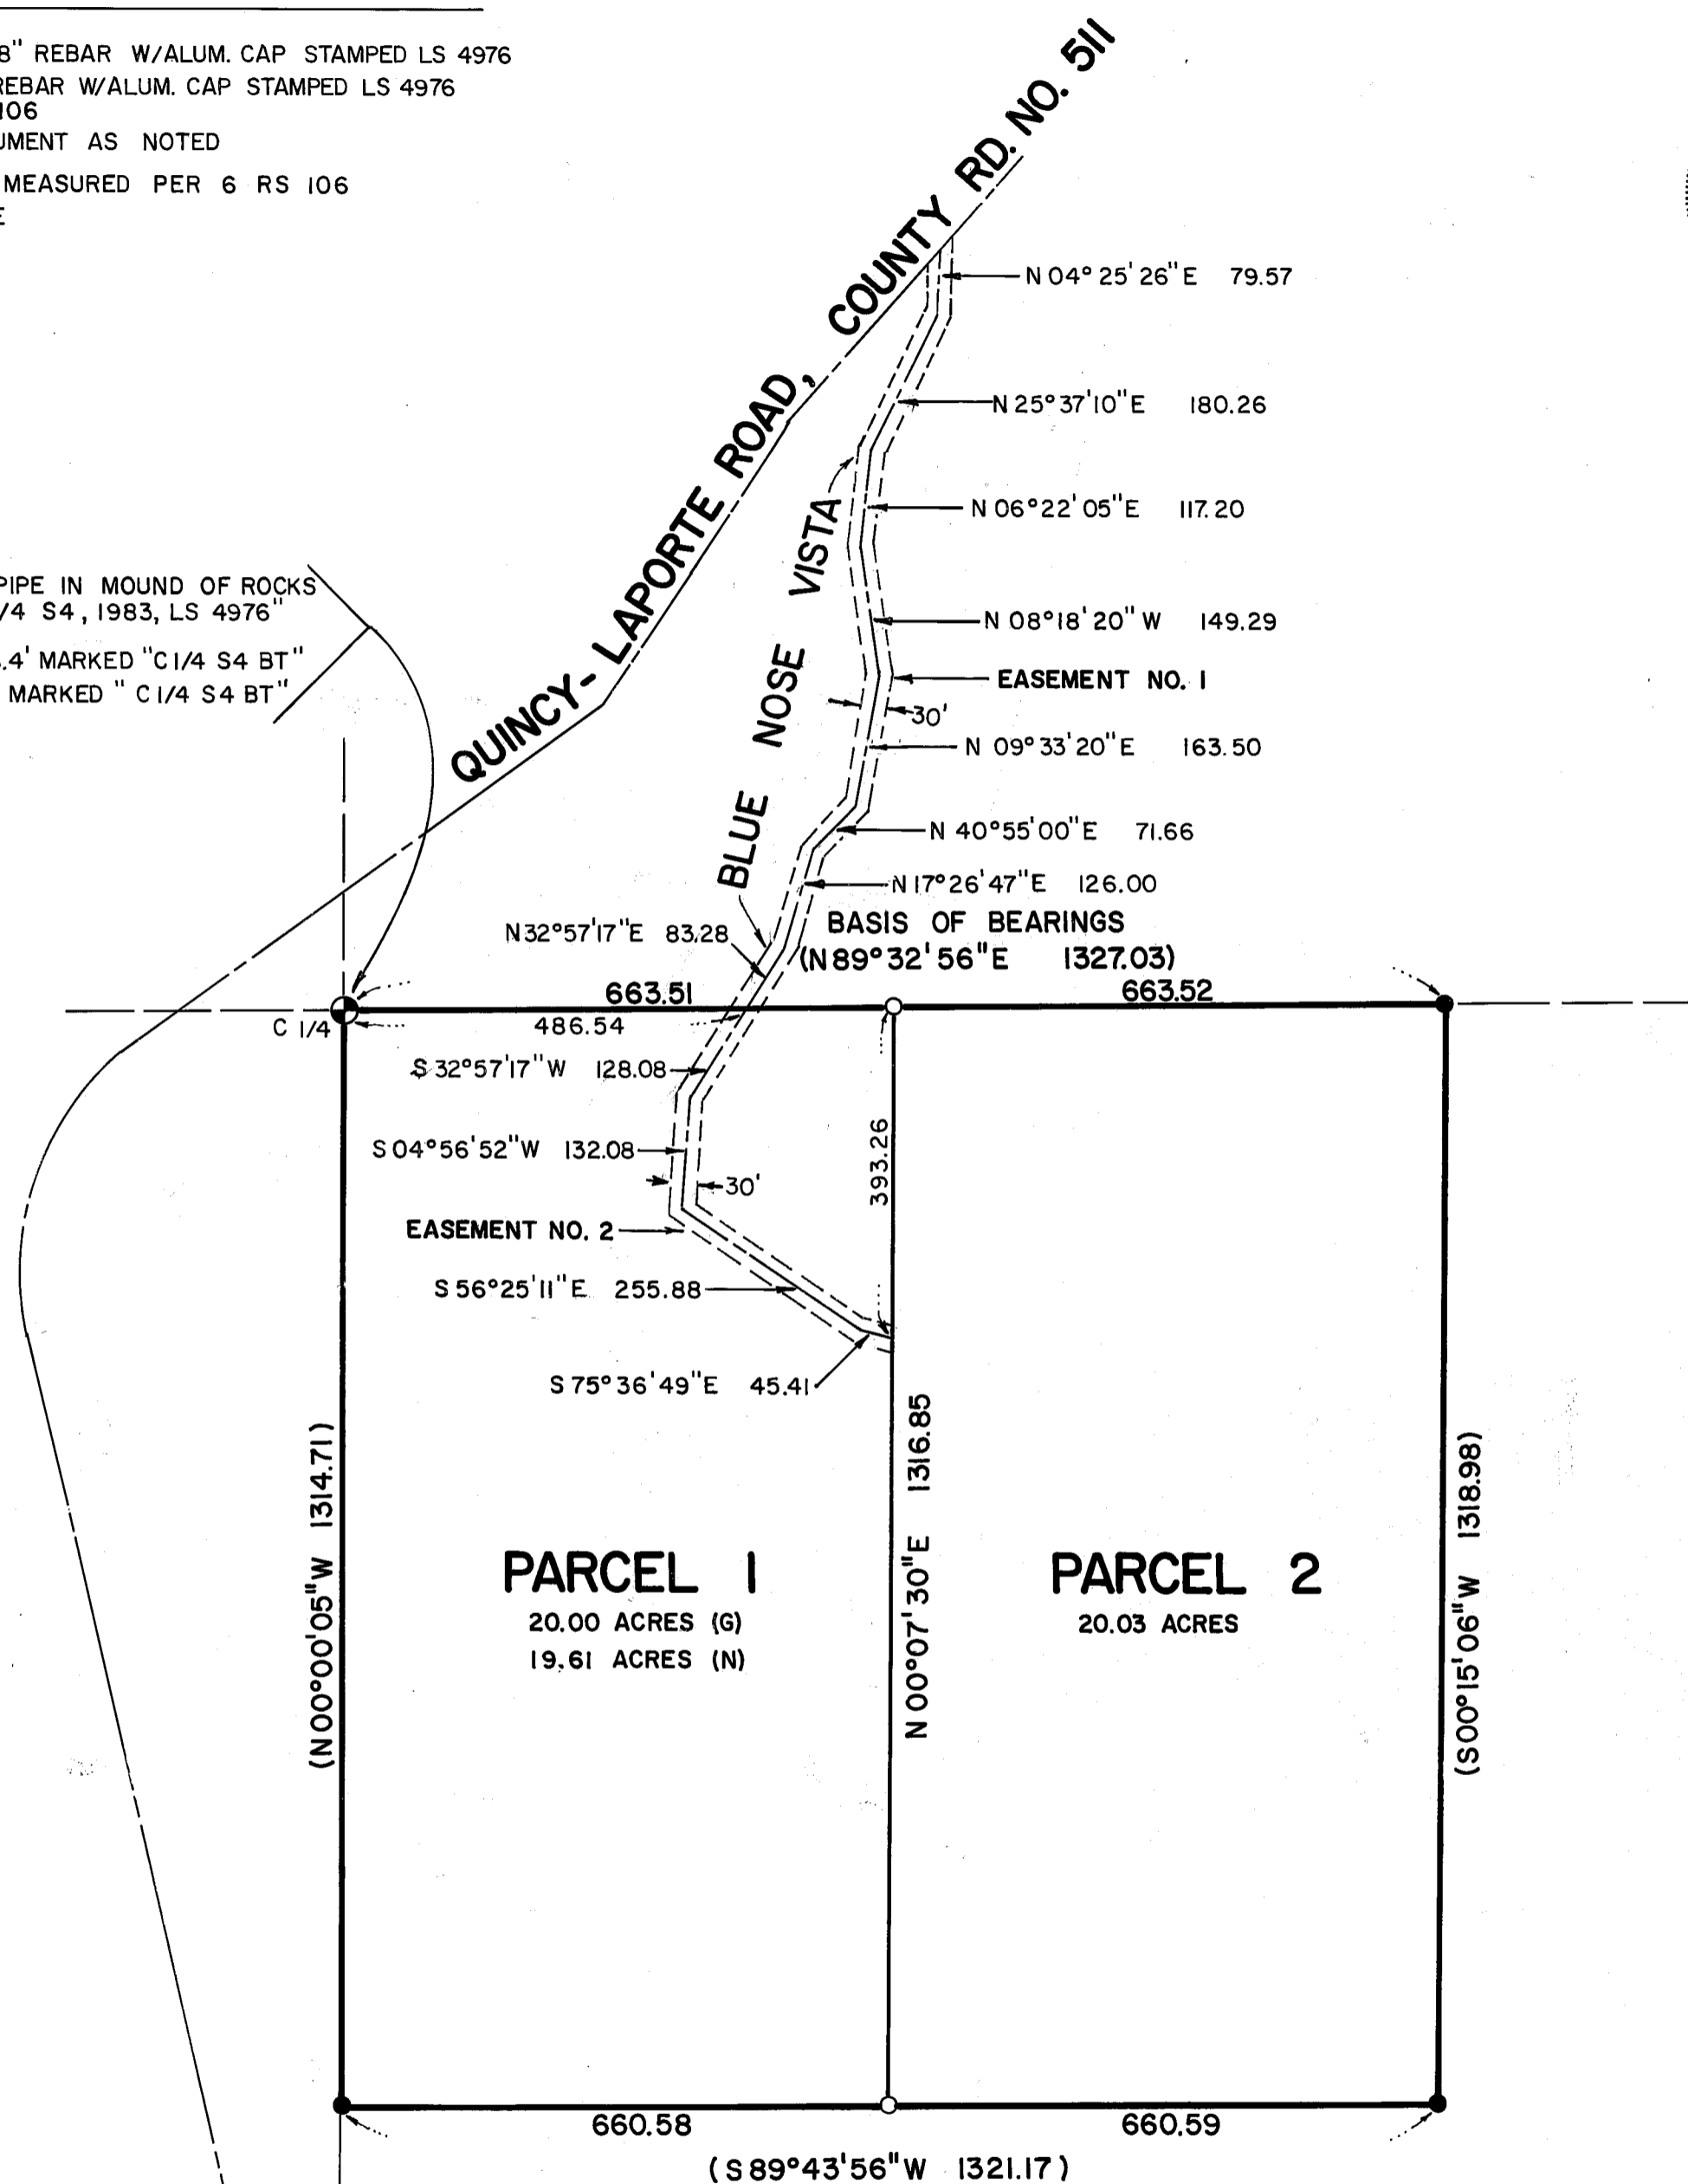 8" REBAR W/ALUM. CAP STAMPED LS 4976
REBAR W/ALUM. CAP STAMPED LS 4976
106
UMENT AS NOTED
MEASURED PER 6 RS 106
E
QUINCY- LAPORTE ROAD, COUNTY RD. NO. 511
N 04° 25' 26" E 79.57
N 25° 37' 10" E 180.26
N 06° 22' 05" E 117.20
BLUE NOSE VISTA
PIPE IN MOUND OF ROCKS
/4 S4, 1983, LS 4976"
.4' MARKED "C 1/4 S4 BT"
MARKED " C 1/4 S4 BT"
N 08° 18' 20" W 149.29
EASEMENT NO. 1
30'
N 09° 33' 20" E 163.50
N 40° 55' 00" E 71.66
N 17° 26' 47" E 126.00
N 32° 57' 17" E 83.28
BASIS OF BEARINGS
(N 89° 32' 56" E 1327.03)
663.51
663.52
C 1/4
486.54
S 32° 57' 17" W 128.08
S 04° 56' 52" W 132.08
30'
393.26
EASEMENT NO. 2
S 56° 25' 11" E 255.88
S 75° 36' 49" E 45.41
(N 00° 00' 05" W 1314.71)
N 00° 07' 30" E 1316.85
(S 00° 15' 06" W 1318.98)
PARCEL 1
20.00 ACRES (G)
19.61 ACRES (N)
PARCEL 2
20.03 ACRES
660.58
660.59
(S 89° 43' 56" W 1321.17)